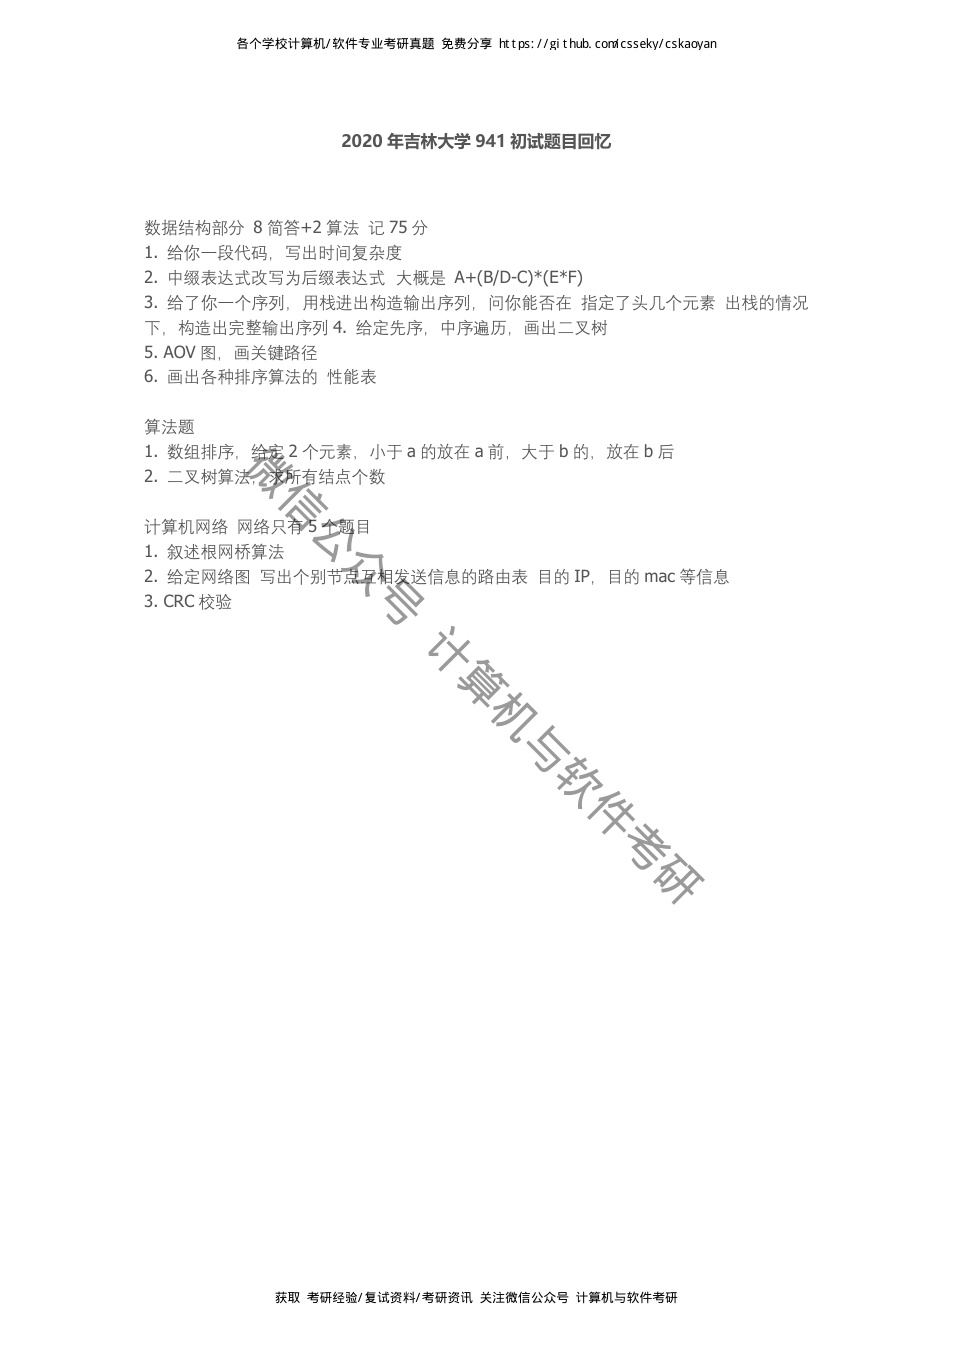 各个学校计算机/软件专业考研真题 免费分享 https://github.com/csseky/cskaoyan
2020 年吉林大学 941 初试题目回忆
数据结构部分 8 简答+2 算法 记 75 分
1. 给你一段代码，写出时间复杂度
2. 中缀表达式改写为后缀表达式 大概是 A+(B/D-C)*(E*F)
3. 给了你一个序列，用栈进出构造输出序列，问你能否在 指定了头几个元素 出栈的情况
下，构造出完整输出序列 4. 给定先序，中序遍历，画出二叉树
5. AOV 图，画关键路径
6. 画出各种排序算法的 性能表
算法题
1. 数组排序，给定 2 个元素，小于 a 的放在 a 前，大于 b 的，放在 b 后
2. 二叉树算法，求所有结点个数
计算机网络 网络只有 5 个题目
1. 叙述根网桥算法
2. 给定网络图 写出个别节点互相发送信息的路由表 目的 IP，目的 mac 等信息
3. CRC 校验
微信公众号 计算机与软件考研
获取 考研经验/复试资料/考研资讯 关注微信公众号 计算机与软件考研